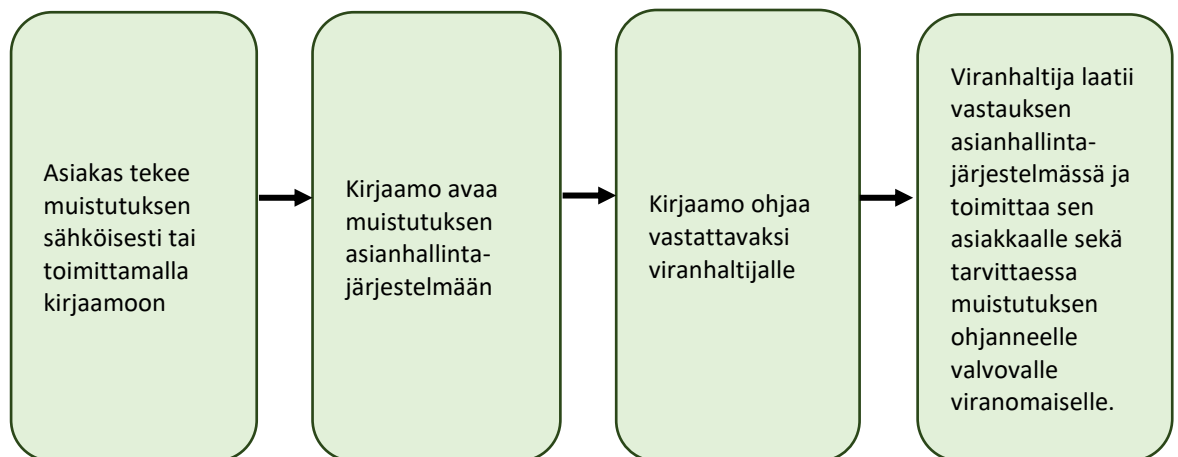 Asiakas tekee
muistutuksen
sähköisesti tai
toimittamalla
kirjaamoon
Kirjaamo avaa
muistutuksen
asianhallinta-
järjestelmään
Kirjaamo ohjaa
vastattavaksi
viranhaltijalle
Viranhaltija laatii
vastauksen
asianhallinta-
järjestelmässä ja
toimittaa sen
asiakkaalle sekä
tarvittaessa
muistutuksen
ohjanneelle
valvovalle
viranomaiselle.